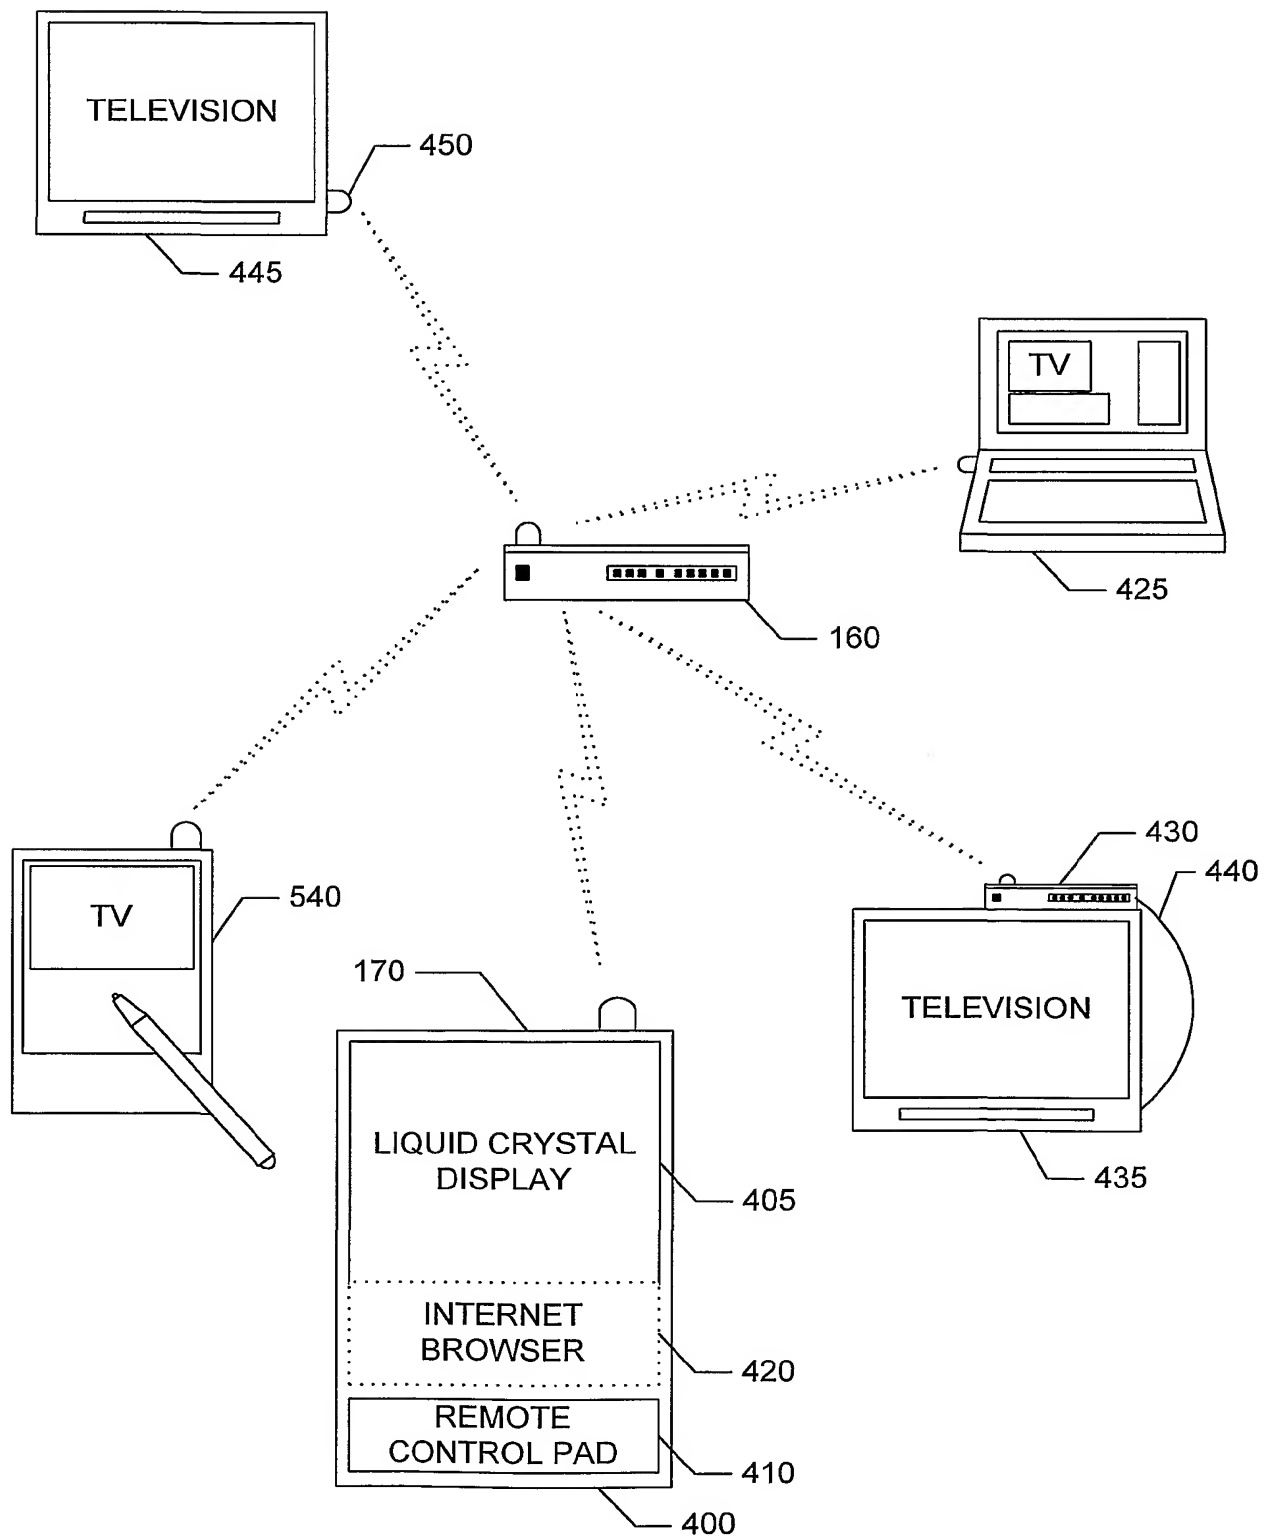 TELEVISION
450
445
TV
425
160
430
440
TV
540
170
TELEVISION
LIQUID CRYSTAL
DISPLAY
405
435
INTERNET
BROWSER
420
REMOTE
CONTROL PAD
410
400